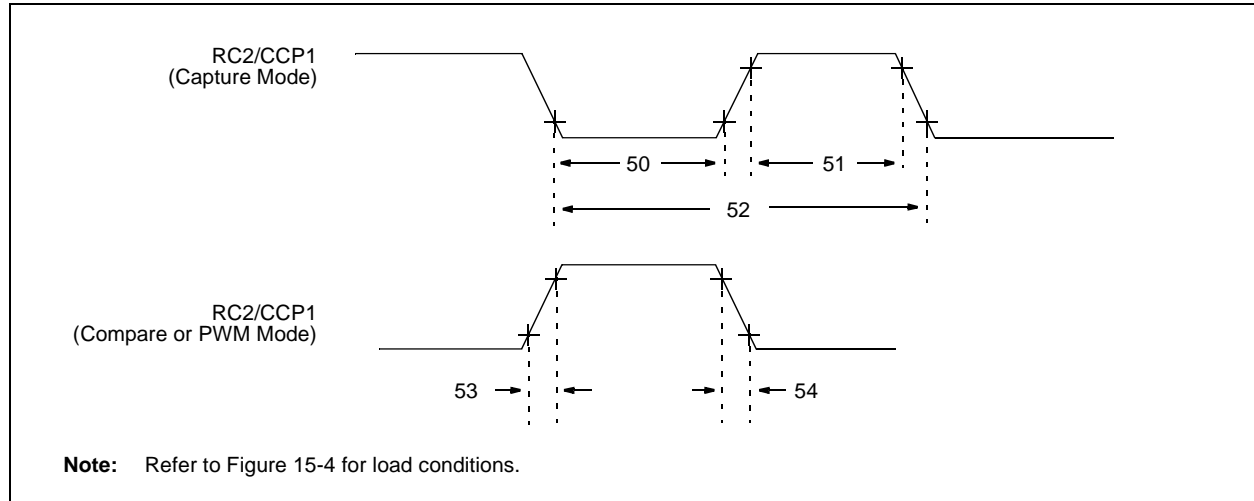 RC2/CCP1
(Capture Mode)
50
51
52
RC2/CCP1
(Compare or PWM Mode)
53
54
Note: Refer to Figure 15-4 for load conditions.